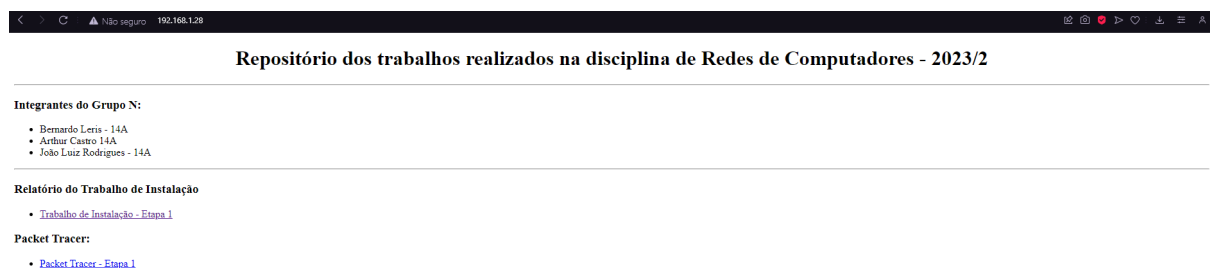 Não seguro 192.168.1.28
Repositório dos trabalhos realizados na disciplina de Redes de Computadores - 2023/2
Integrantes do Grupo N:
Bernardo Leris - 14A
Arthur Castro 14A
João Luiz Rodrigues - 14A
Relatório do Trabalho de Instalação
Trabalho de Instalação - Etapa 1
Packet Tracer:
Packet Tracer - Etapa 1